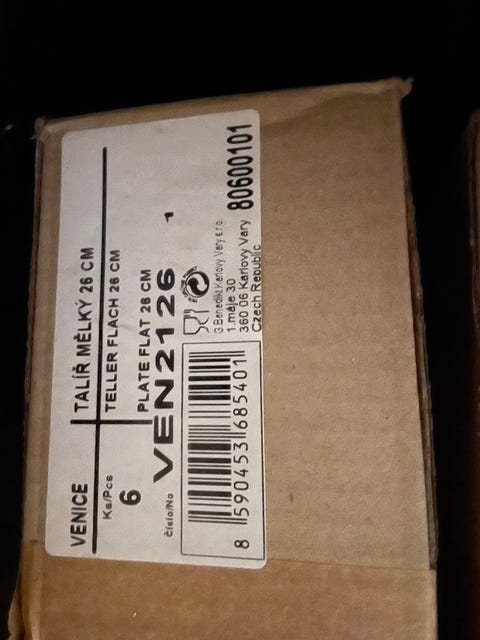 VENICE
TALÍŘ MĚLKÝ 26 CM
Ks/Pcs
6
TELLER FLACH 26 CM
PLATE FLAT 26 CM
Číslo/No
VEN2126
1
8 590453 685401
G.Benedikt Karlovy Vary s.r.o.
1.máje 30
360 06 Karlovy Vary
Czech Republic
80600101